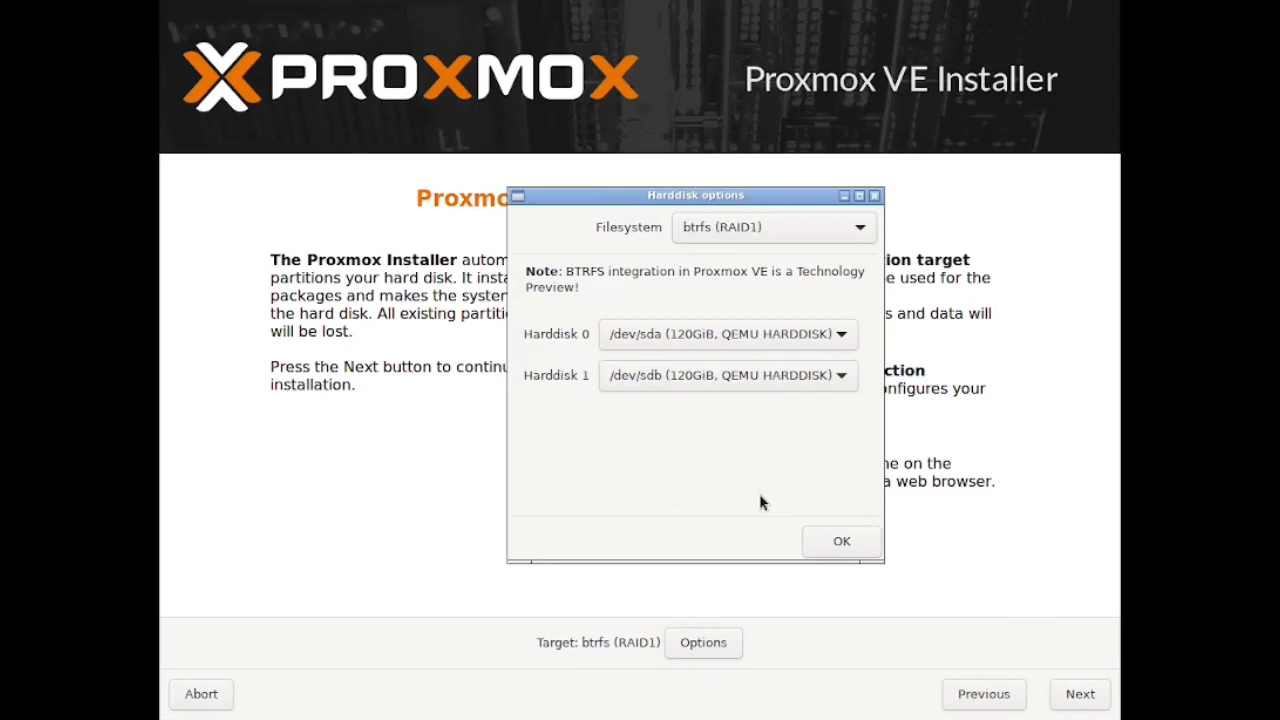 PROXMOX
Proxmox VE Installer
Harddisk options
Proxmo
Filesystem btrfs (RAID1)
Note: BTRFS integration in Proxmox VE is a Technology
Preview!
Harddisk 0 /dev/sda (120GiB, QEMU HARDDISK)
Harddisk 1 /dev/sdb (120GiB, QEMU HARDDISK)
OK
The Proxmox Installer autom
partitions your hard disk. It insta
packages and makes the system
the hard disk. All existing partiti
will be lost.
Press the Next button to continu
installation.
ion target
e used for the
s and data will
ction
onfigures your
ne on the
a web browser.
Target: btrfs (RAID1) Options
Abort
Previous
Next